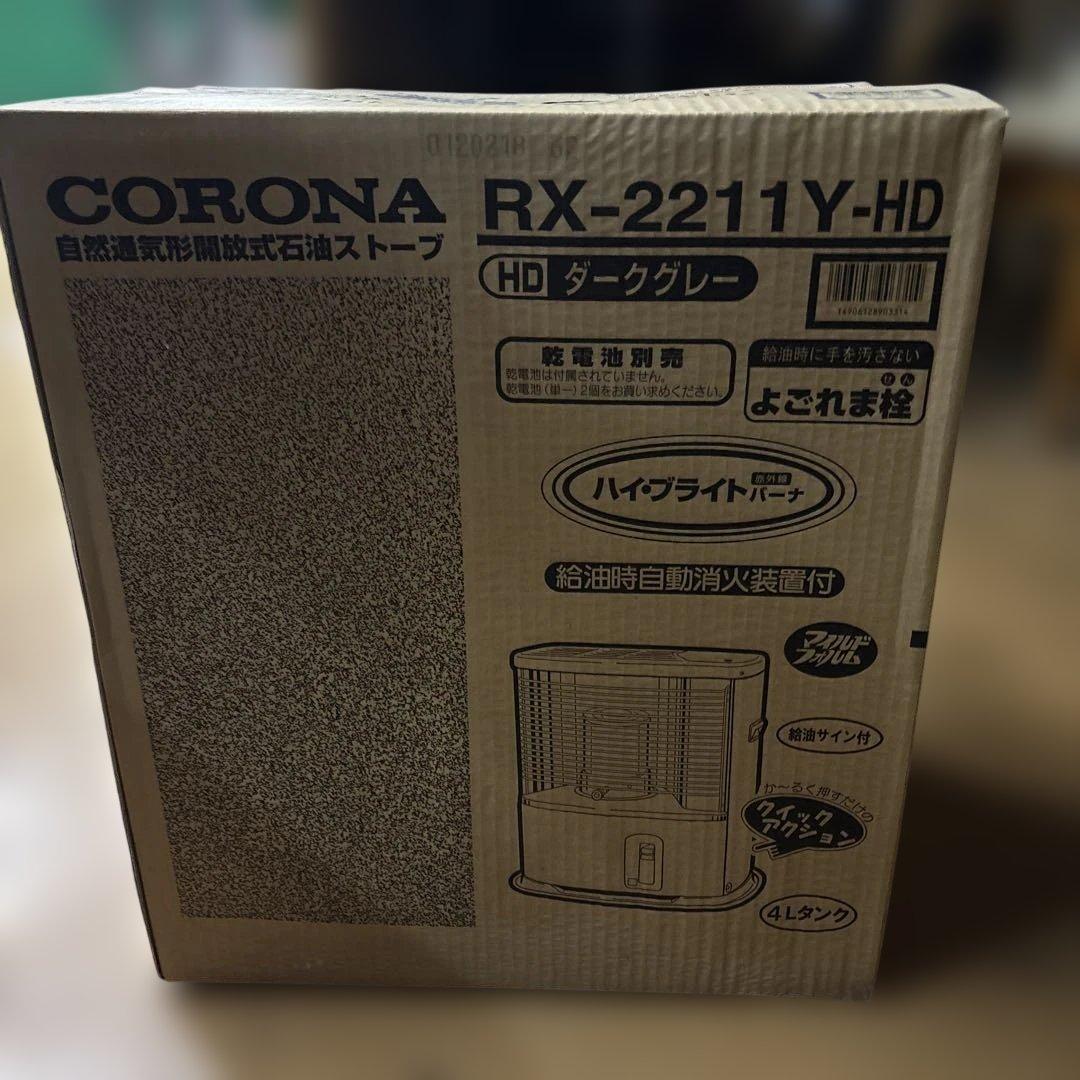 CORONA
自然通気形開放式石油ストーブ
RX-2211Y-HD
HD ダークグレー
乾電池別売
乾電池は付属されていません。
乾電池(単一)2個をお買い求めください。
給油時に手を汚さない
よごれま栓
せん
ハイ・ブライト赤外線バーナ
給油時自動消火装置付
マイルド
フォルム
給油サイン付
か〜るく押すだけの
クイック
アクション
4Lタンク